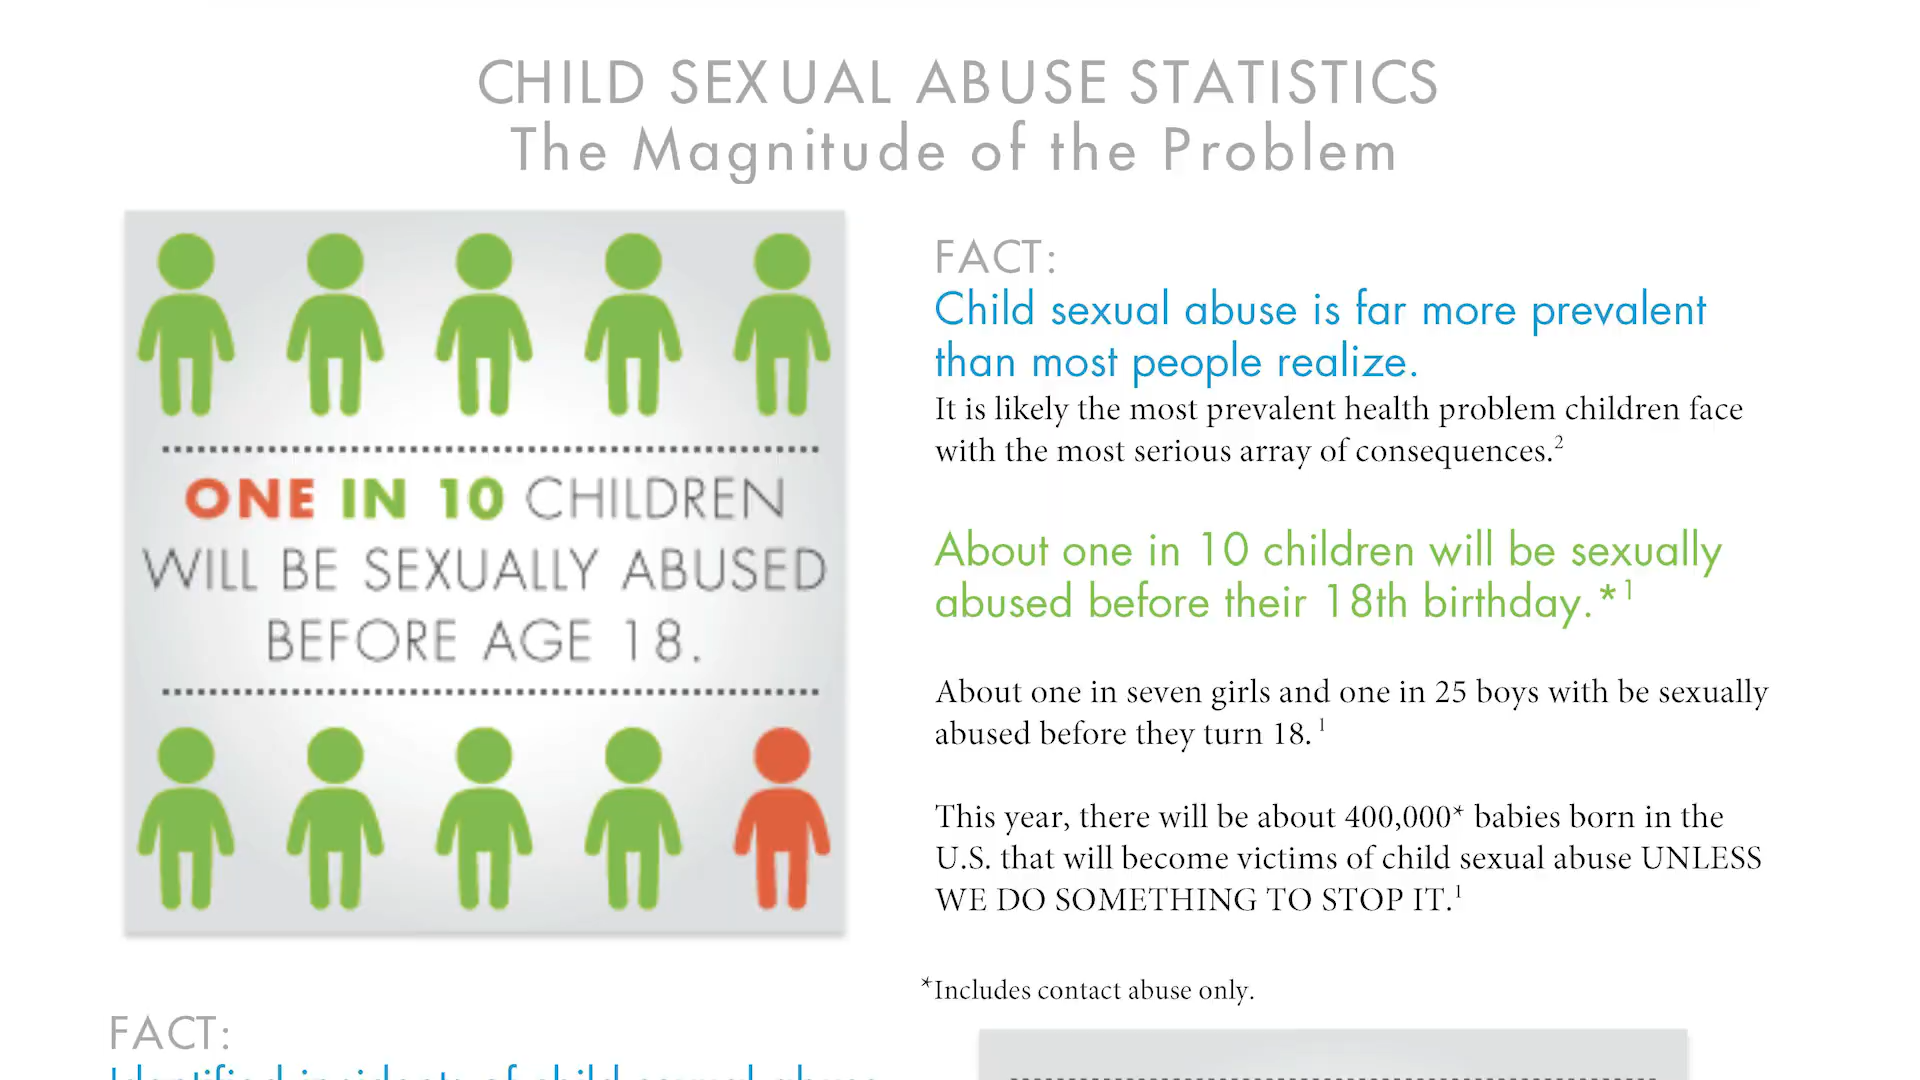 CHILD SEXUAL ABUSE STATISTICS
The Magnitude of the Problem
ONE IN 10 CHILDREN
WILL BE SEXUALLY ABUSED
BEFORE AGE 18.
FACT:
Child sexual abuse is far more prevalent
than most people realize.
It is likely the most prevalent health problem children face
with the most serious array of consequences.²
About one in 10 children will be sexually
abused before their 18th birthday.*¹
About one in seven girls and one in 25 boys with be sexually
abused before they turn 18. ¹
This year, there will be about 400,000* babies born in the
U.S. that will become victims of child sexual abuse UNLESS
WE DO SOMETHING TO STOP IT.¹
*Includes contact abuse only.
FACT:
Identified incidents of child sexual abuse